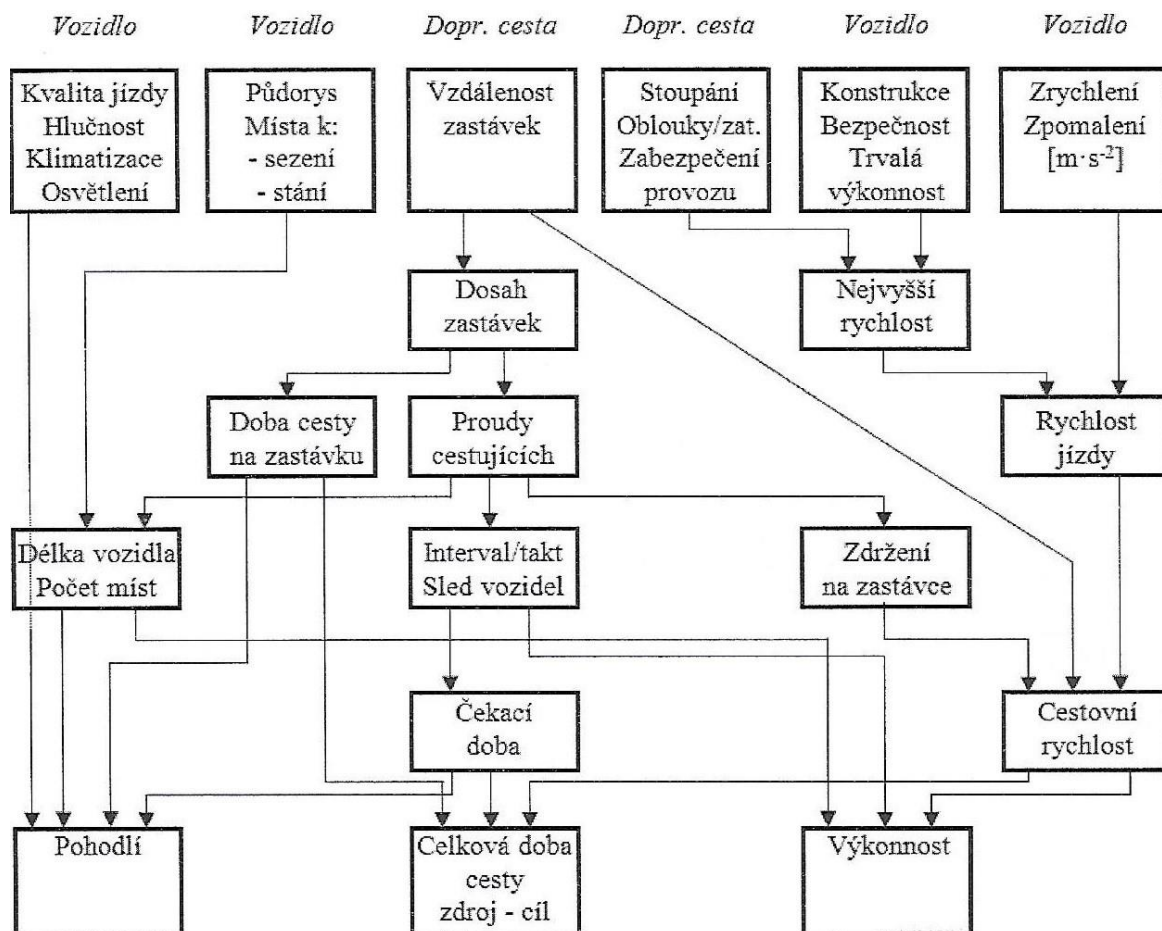 Vozidlo
Vozidlo
Dopr. cesta
Dopr. cesta
Vozidlo
Vozidlo
Kvalita jízdy
Hlučnost
Klimatizace
Osvětlení
Půdorys
Místa k:
- sezení
- stání
Vzdálenost
zastávek
Stoupání
Oblouky/zat.
Zabezpečení
provozu
Konstrukce
Bezpečnost
Trvalá
výkonnost
Zrychlení
Zpomalení
[m·s⁻²]
Dosah
zastávek
Nejvyšší
rychlost
Doba cesty
na zastávku
Proudy
cestujících
Rychlost
jízdy
Délka vozidla
Počet míst
Interval/takt
Sled vozidel
Zdržení
na zastávce
Čekací
doba
Cestovní
rychlost
Pohodlí
Celková doba
cesty
zdroj - cíl
Výkonnost